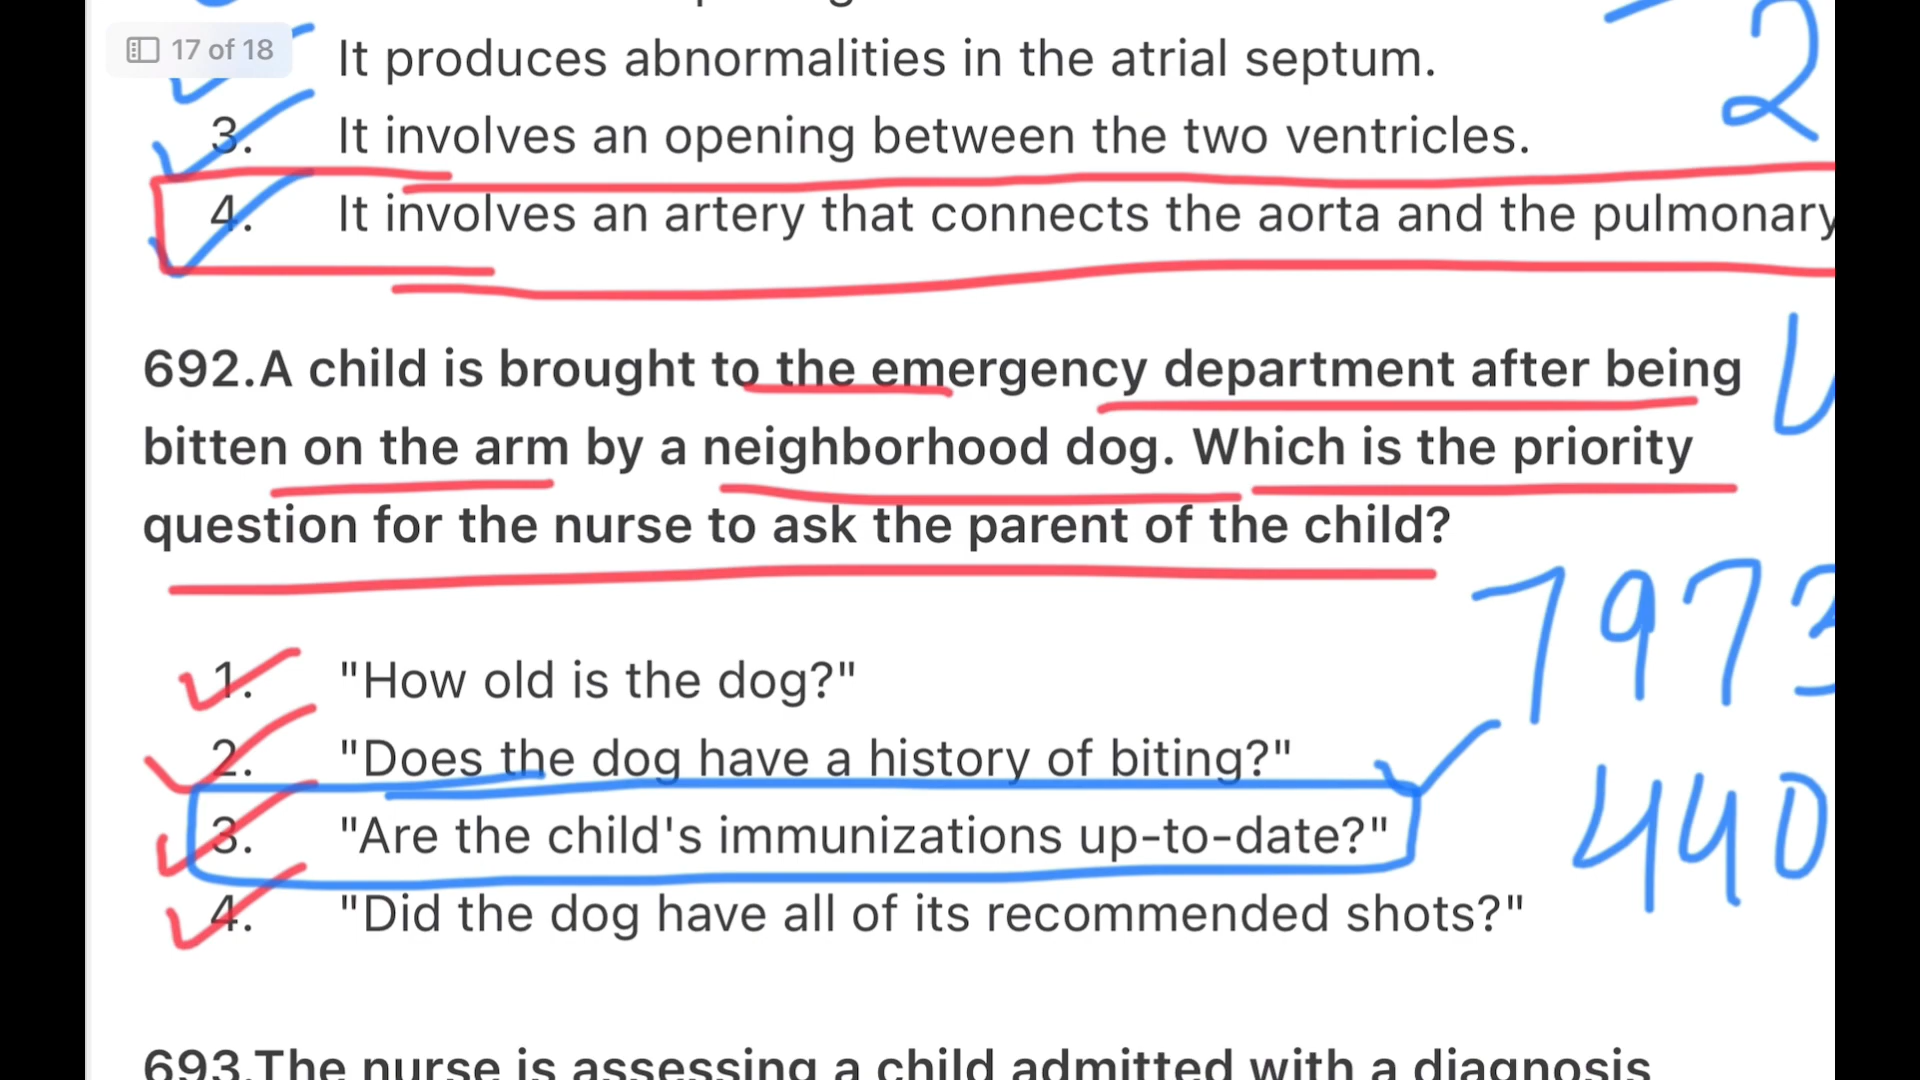 17 of 18
It produces abnormalities in the atrial septum.
2
3. It involves an opening between the two ventricles.
4. It involves an artery that connects the aorta and the pulmonary
692.A child is brought to the emergency department after being
bitten on the arm by a neighborhood dog. Which is the priority
question for the nurse to ask the parent of the child?
7973
1. "How old is the dog?"
2. "Does the dog have a history of biting?"
3. "Are the child's immunizations up-to-date?"
440
4. "Did the dog have all of its recommended shots?"
693.The nurse is assessing a child admitted with a diagnosis